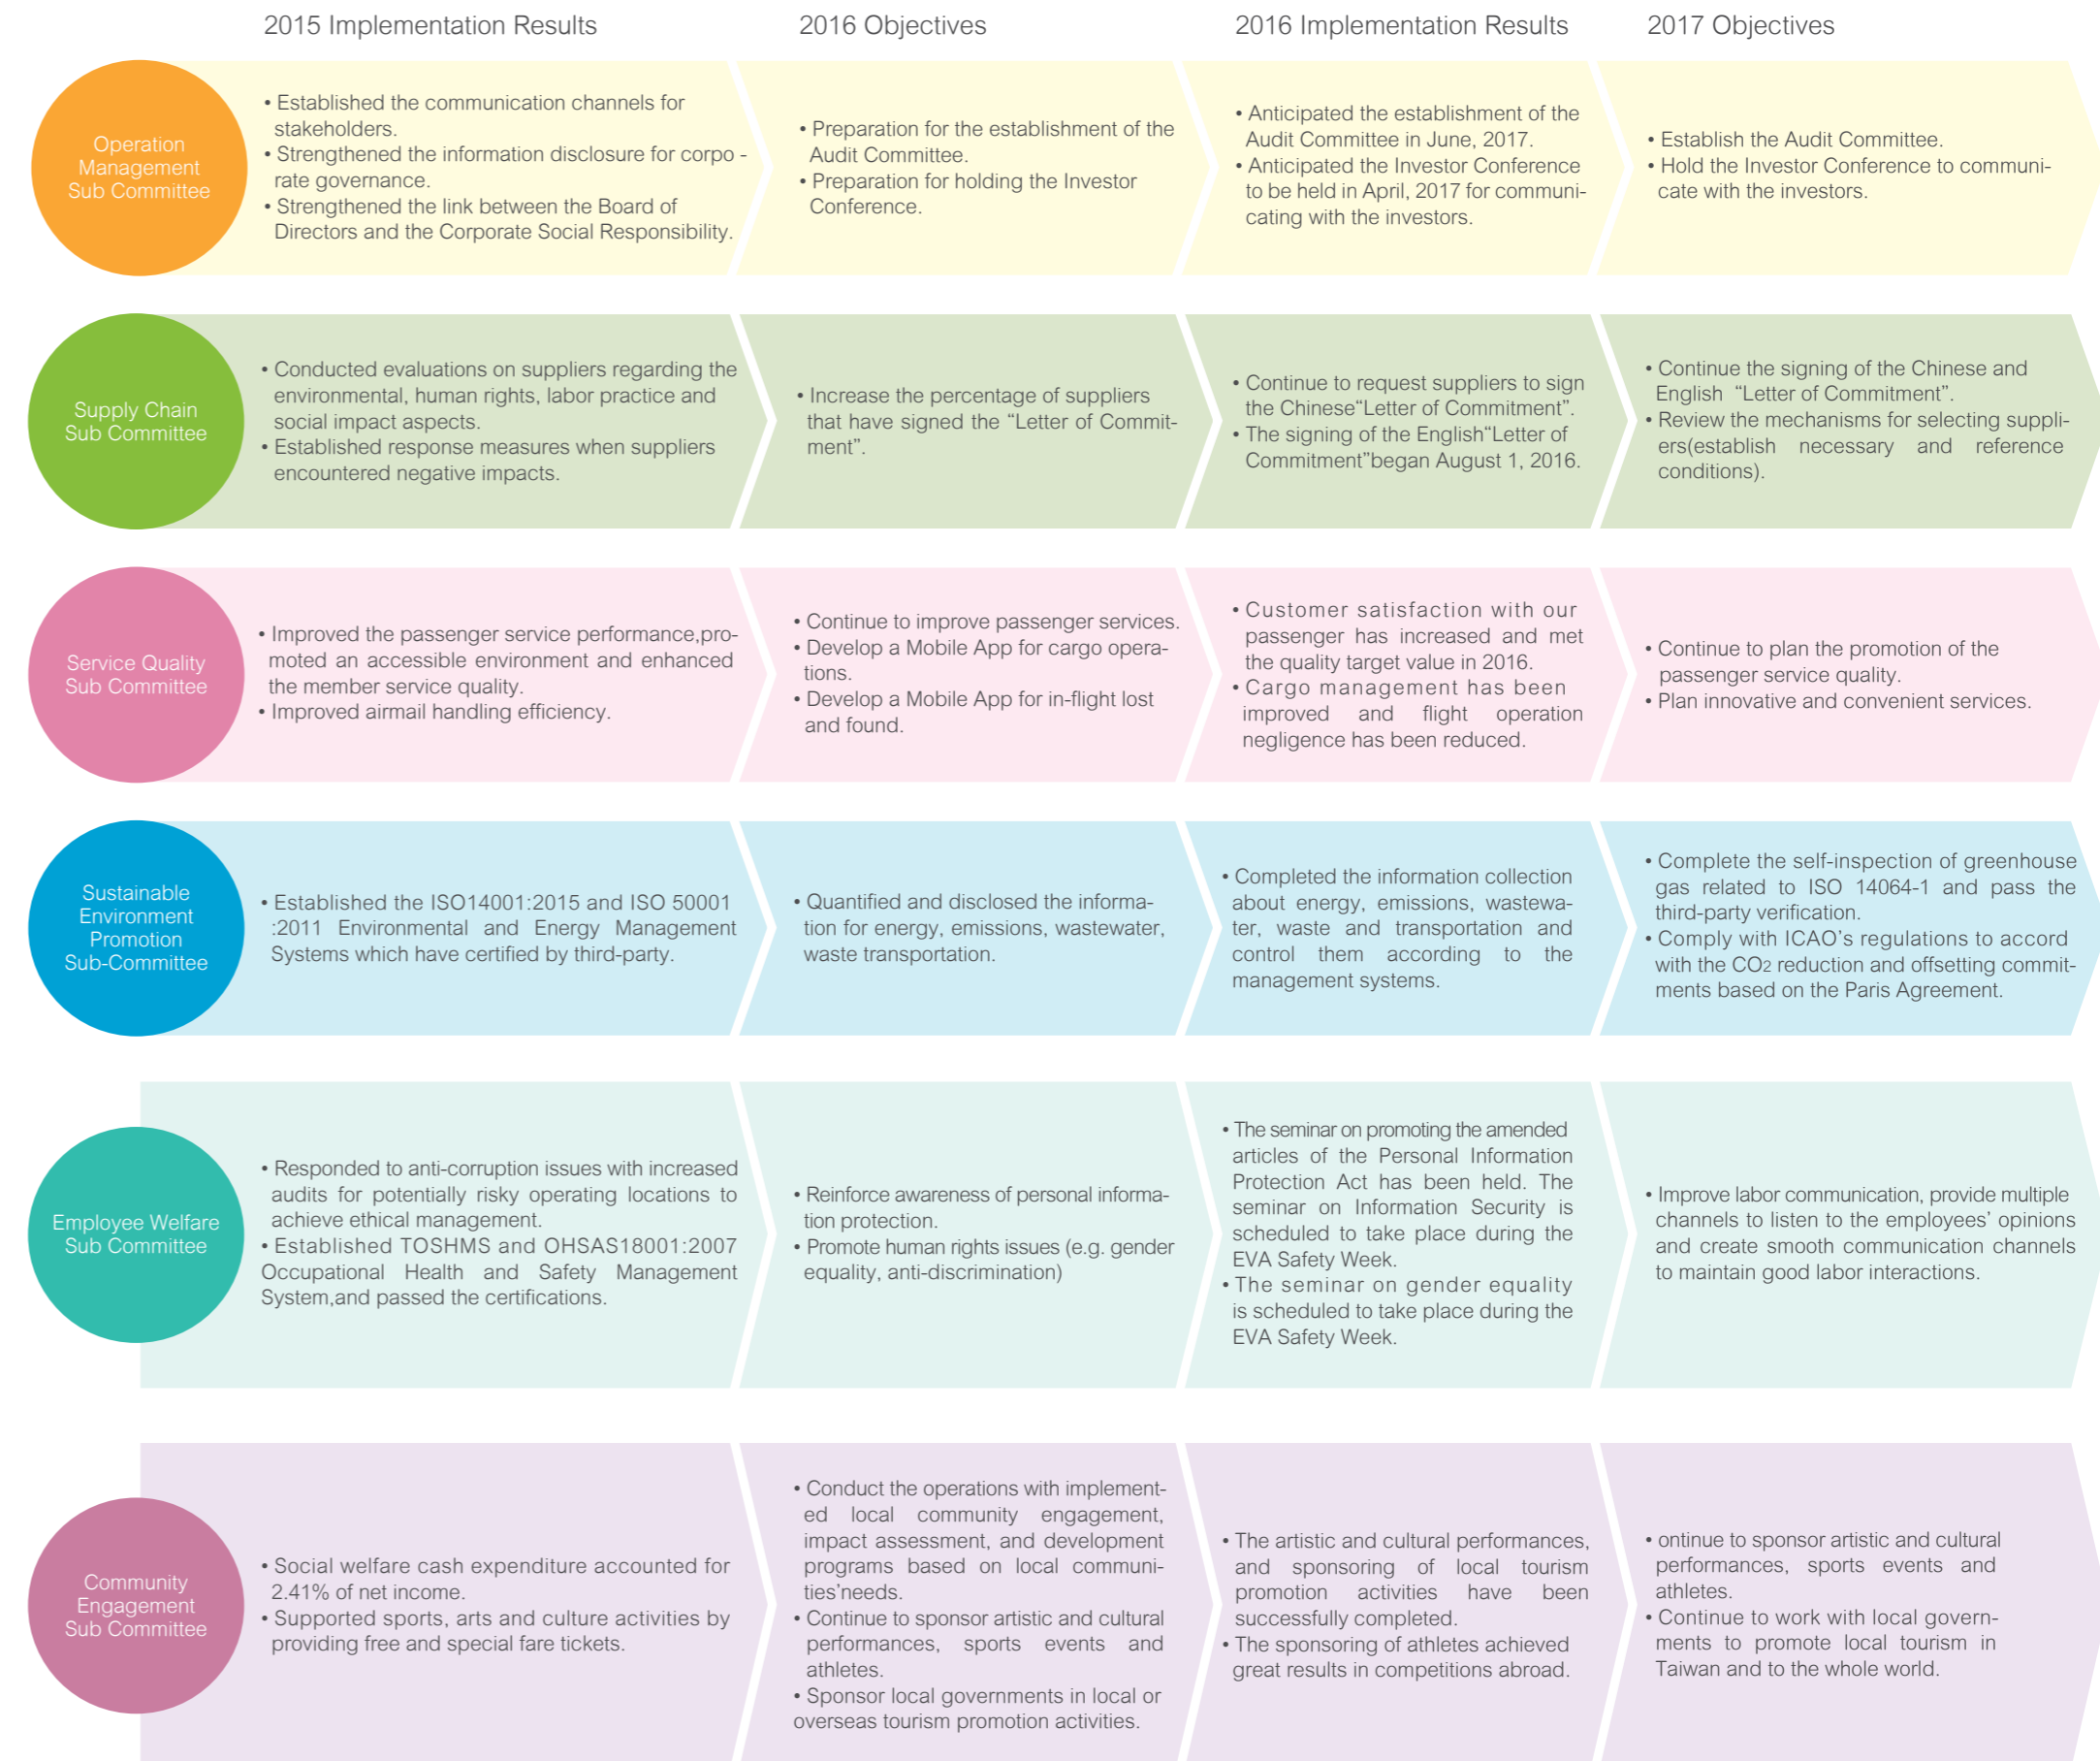 2015 Implementation Results
2016 Objectives
2016 Implementation Results
2017 Objectives
Operation
Management
Sub Committee
• Established the communication channels for
stakeholders.
• Strengthened the information disclosure for corpo -
rate governance.
• Strengthened the link between the Board of
Directors and the Corporate Social Responsibility.
• Preparation for the establishment of the
Audit Committee.
• Preparation for holding the Investor
Conference.
• Anticipated the establishment of the
Audit Committee in June, 2017.
• Anticipated the Investor Conference
to be held in April, 2017 for communi-
cating with the investors.
• Establish the Audit Committee.
• Hold the Investor Conference to communi-
cate with the investors.
Supply Chain
Sub Committee
• Conducted evaluations on suppliers regarding the
environmental, human rights, labor practice and
social impact aspects.
• Established response measures when suppliers
encountered negative impacts.
• Increase the percentage of suppliers
that have signed the “Letter of Commit-
ment”.
• Continue to request suppliers to sign
the Chinese“Letter of Commitment”.
• The signing of the English“Letter of
Commitment”began August 1, 2016.
• Continue the signing of the Chinese and
English “Letter of Commitment”.
• Review the mechanisms for selecting suppli-
ers(establish necessary and reference
conditions).
Service Quality
Sub Committee
• Improved the passenger service performance,pro-
moted an accessible environment and enhanced
the member service quality.
• Improved airmail handling efficiency.
• Continue to improve passenger services.
• Develop a Mobile App for cargo opera-
tions.
• Develop a Mobile App for in-flight lost
and found.
• Customer satisfaction with our
passenger has increased and met
the quality target value in 2016.
• Cargo management has been
improved and flight operation
negligence has been reduced.
• Continue to plan the promotion of the
passenger service quality.
• Plan innovative and convenient services.
Sustainable
Environment
Promotion
Sub-Committee
• Established the ISO14001:2015 and ISO 50001
:2011 Environmental and Energy Management
Systems which have certified by third-party.
• Quantified and disclosed the informa-
tion for energy, emissions, wastewater,
waste transportation.
• Completed the information collection
about energy, emissions, wastewa-
ter, waste and transportation and
control them according to the
management systems.
• Complete the self-inspection of greenhouse
gas related to ISO 14064-1 and pass the
third-party verification.
• Comply with ICAO’s regulations to accord
with the CO2 reduction and offsetting commit-
ments based on the Paris Agreement.
Employee Welfare
Sub Committee
• Responded to anti-corruption issues with increased
audits for potentially risky operating locations to
achieve ethical management.
• Established TOSHMS and OHSAS18001:2007
Occupational Health and Safety Management
System,and passed the certifications.
• Reinforce awareness of personal informa-
tion protection.
• Promote human rights issues (e.g. gender
equality, anti-discrimination)
• The seminar on promoting the amended
articles of the Personal Information
Protection Act has been held. The
seminar on Information Security is
scheduled to take place during the
EVA Safety Week.
• The seminar on gender equality
is scheduled to take place during the
EVA Safety Week.
• Improve labor communication, provide multiple
channels to listen to the employees’ opinions
and create smooth communication channels
to maintain good labor interactions.
Community
Engagement
Sub Committee
• Social welfare cash expenditure accounted for
2.41% of net income.
• Supported sports, arts and culture activities by
providing free and special fare tickets.
• Conduct the operations with implement-
ed local community engagement,
impact assessment, and development
programs based on local communi-
ties’needs.
• Continue to sponsor artistic and cultural
performances, sports events and
athletes.
• Sponsor local governments in local or
overseas tourism promotion activities.
• The artistic and cultural performances,
and sponsoring of local tourism
promotion activities have been
successfully completed.
• The sponsoring of athletes achieved
great results in competitions abroad.
• ontinue to sponsor artistic and cultural
performances, sports events and
athletes.
• Continue to work with local govern-
ments to promote local tourism in
Taiwan and to the whole world.